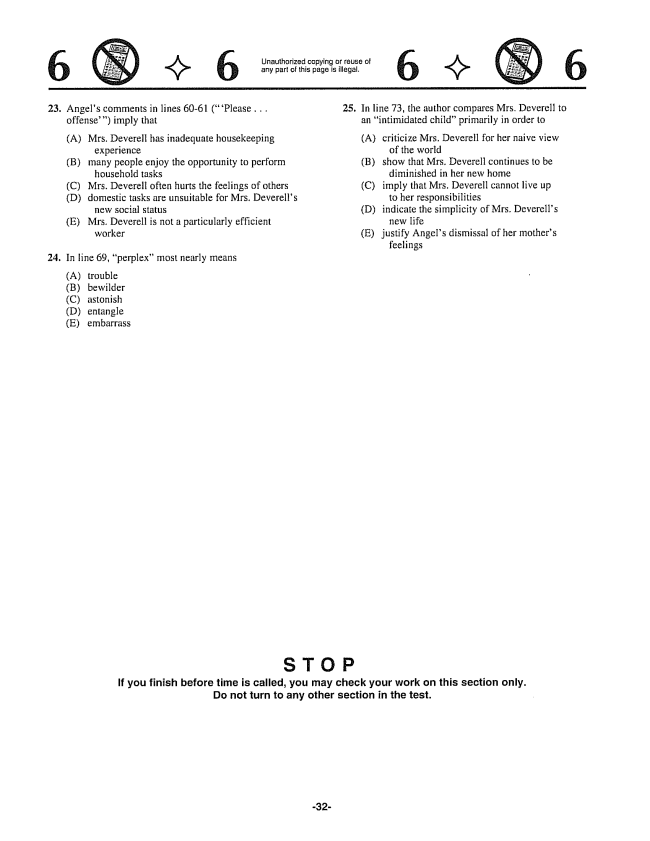 6 6 Unauthorized copying or reuse of
any part of this page is illegal. 6 6
23. Angel's comments in lines 60-61 ("'Please . . .
offense'") imply that
(A) Mrs. Deverell has inadequate housekeeping
experience
(B) many people enjoy the opportunity to perform
household tasks
(C) Mrs. Deverell often hurts the feelings of others
(D) domestic tasks are unsuitable for Mrs. Deverell's
new social status
(E) Mrs. Deverell is not a particularly efficient
worker
24. In line 69, "perplex" most nearly means
(A) trouble
(B) bewilder
(C) astonish
(D) entangle
(E) embarrass
25. In line 73, the author compares Mrs. Deverell to
an "intimidated child" primarily in order to
(A) criticize Mrs. Deverell for her naive view
of the world
(B) show that Mrs. Deverell continues to be
diminished in her new home
(C) imply that Mrs. Deverell cannot live up
to her responsibilities
(D) indicate the simplicity of Mrs. Deverell's
new life
(E) justify Angel's dismissal of her mother's
feelings
STOP
If you finish before time is called, you may check your work on this section only.
Do not turn to any other section in the test.
-32-